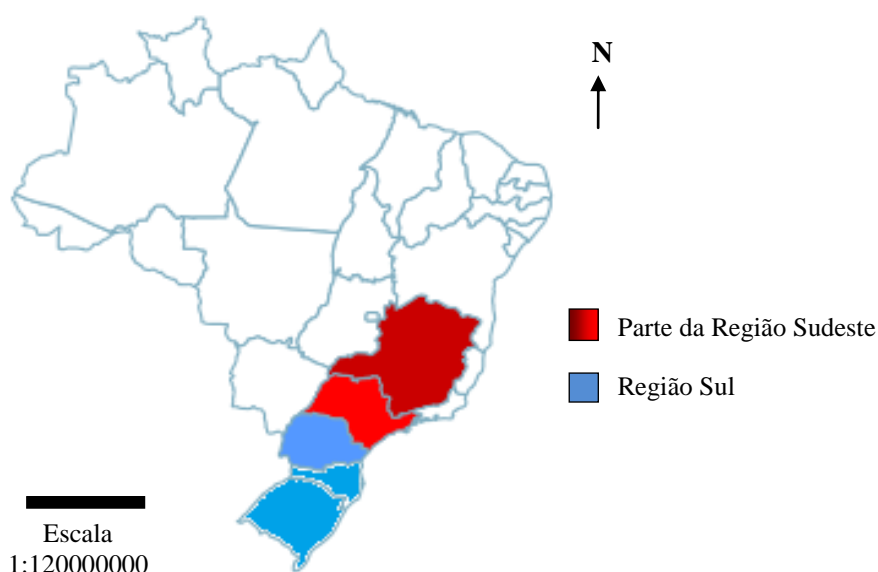 N
Parte da Região Sudeste
Região Sul
Escala
1:120000000